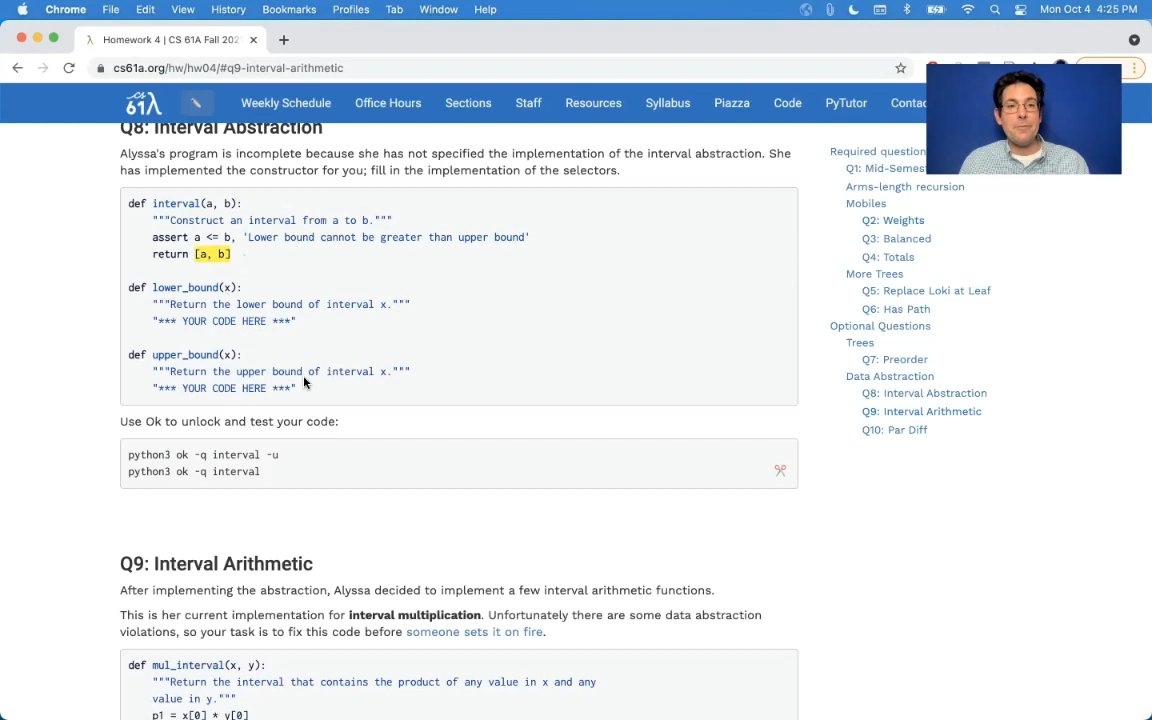 Chrome File Edit View History Bookmarks Profiles Tab Window Help
Mon Oct 4 4:25 PM
Homework 4 | CS 61A Fall 202
cs61a.org/hw/hw04/#q9-interval-arithmetic
CS 61A
Weekly Schedule Office Hours Sections Staff Resources Syllabus Piazza Code PyTutor Contac
Q8: Interval Abstraction
Alyssa's program is incomplete because she has not specified the implementation of the interval abstraction. She
has implemented the constructor for you; fill in the implementation of the selectors.
def interval(a, b):
"""Construct an interval from a to b."""
assert a <= b, 'Lower bound cannot be greater than upper bound'
return [a, b]
def lower_bound(x):
"""Return the lower bound of interval x."""
"*** YOUR CODE HERE ***"
def upper_bound(x):
"""Return the upper bound of interval x."""
"*** YOUR CODE HERE ***"
Use Ok to unlock and test your code:
python3 ok -q interval -u
python3 ok -q interval
Q9: Interval Arithmetic
After implementing the abstraction, Alyssa decided to implement a few interval arithmetic functions.
This is her current implementation for interval multiplication. Unfortunately there are some data abstraction
violations, so your task is to fix this code before someone sets it on fire.
def mul_interval(x, y):
"""Return the interval that contains the product of any value in x and any
value in y."""
p1 = x[0] * y[0]
Required question
Q1: Mid-Semes
Arms-length recursion
Mobiles
Q2: Weights
Q3: Balanced
Q4: Totals
More Trees
Q5: Replace Loki at Leaf
Q6: Has Path
Optional Questions
Trees
Q7: Preorder
Data Abstraction
Q8: Interval Abstraction
Q9: Interval Arithmetic
Q10: Par Diff